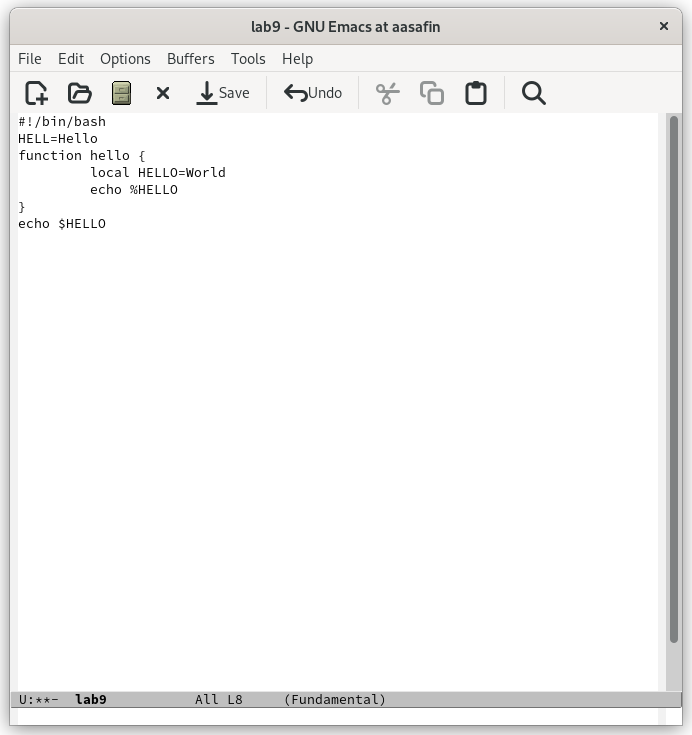 lab9 - GNU Emacs at aasafin
File Edit Options Buffers Tools Help
Save Undo
#!/bin/bash
HELL=Hello
function hello {
local HELLO=World
echo %HELLO
}
echo $HELLO
U:**- lab9 All L8 (Fundamental)